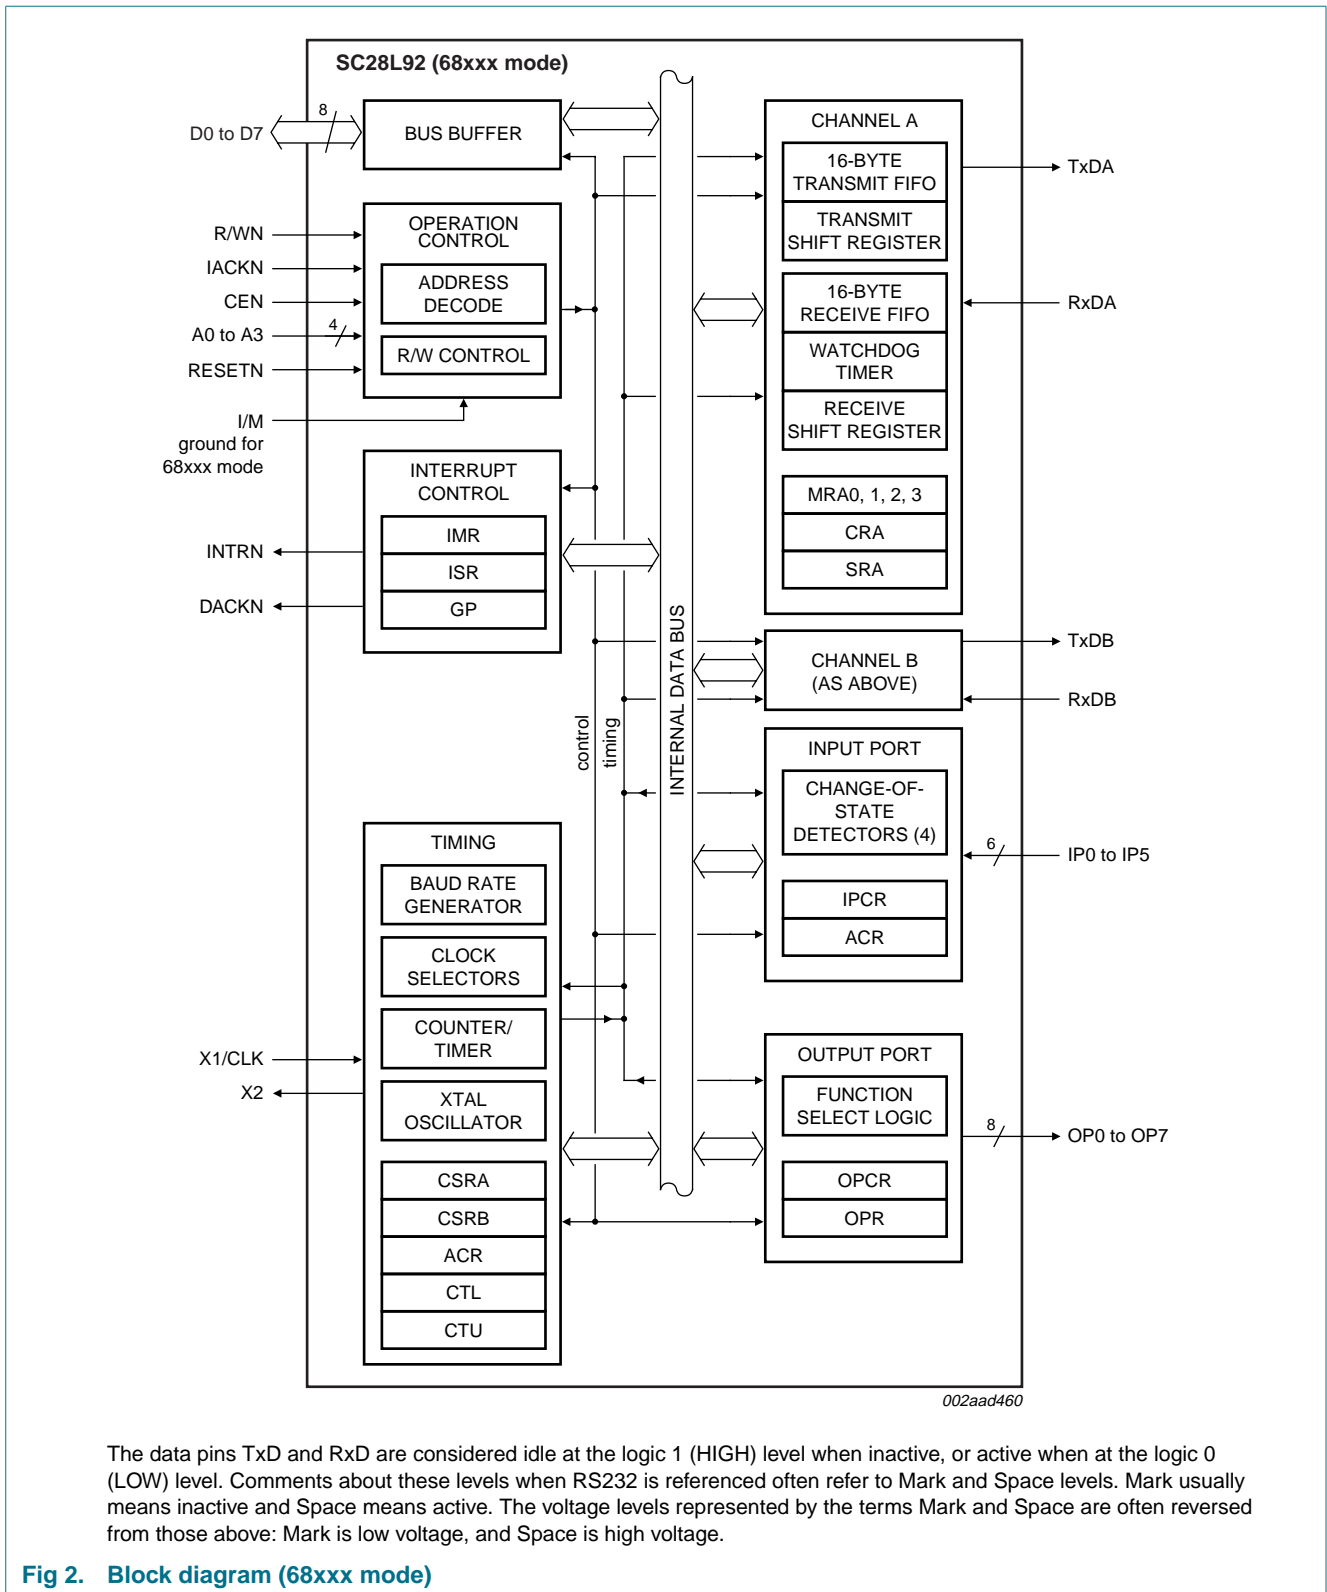 SC28L92 (68xxx mode)
D0 to D7
8
BUS BUFFER
R/WN
IACKN
CEN
A0 to A3
4
RESETN
OPERATION
CONTROL
ADDRESS
DECODE
R/W CONTROL
I/M
ground for
68xxx mode
INTERRUPT
CONTROL
IMR
ISR
GP
INTRN
DACKN
control
timing
INTERNAL DATA BUS
TIMING
BAUD RATE
GENERATOR
CLOCK
SELECTORS
COUNTER/
TIMER
XTAL
OSCILLATOR
CSRA
CSRB
ACR
CTL
CTU
X1/CLK
X2
CHANNEL A
16-BYTE
TRANSMIT FIFO
TRANSMIT
SHIFT REGISTER
16-BYTE
RECEIVE FIFO
WATCHDOG
TIMER
RECEIVE
SHIFT REGISTER
MRA0, 1, 2, 3
CRA
SRA
TxDA
RxDA
CHANNEL B
(AS ABOVE)
TxDB
RxDB
INPUT PORT
CHANGE-OF-
STATE
DETECTORS (4)
IPCR
ACR
6
IP0 to IP5
OUTPUT PORT
FUNCTION
SELECT LOGIC
OPCR
OPR
8
OP0 to OP7
002aad460
The data pins TxD and RxD are considered idle at the logic 1 (HIGH) level when inactive, or active when at the logic 0
(LOW) level. Comments about these levels when RS232 is referenced often refer to Mark and Space levels. Mark usually
means inactive and Space means active. The voltage levels represented by the terms Mark and Space are often reversed
from those above: Mark is low voltage, and Space is high voltage.
Fig 2. Block diagram (68xxx mode)